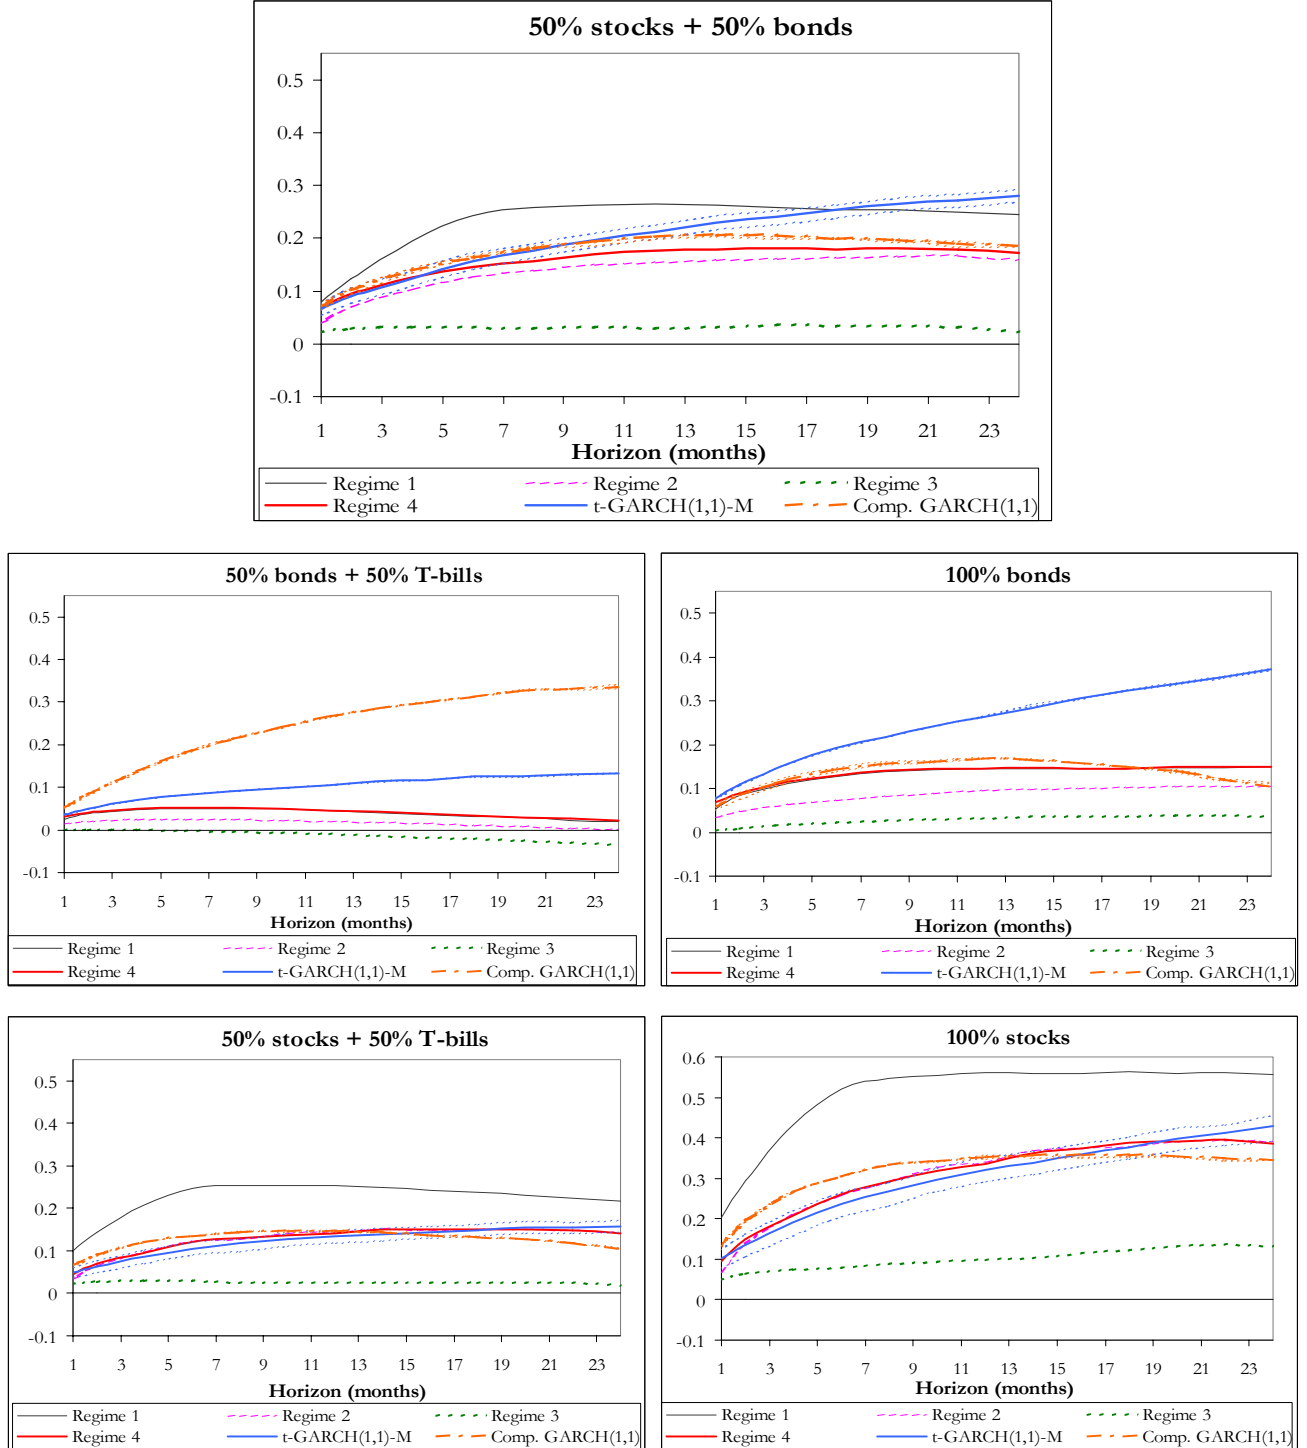 50% stocks + 50% bonds
0.5
0.4
0.3
0.2
0.1
0
-0.1
1 3 5 7 9 11 13 15 17 19 21 23
Horizon (months)
Regime 1 Regime 2 Regime 3
Regime 4 t-GARCH(1,1)-M Comp. GARCH(1,1)
50% bonds + 50% T-bills
0.5
0.4
0.3
0.2
0.1
0
-0.1
1 3 5 7 9 11 13 15 17 19 21 23
Horizon (months)
Regime 1 Regime 2 Regime 3
Regime 4 t-GARCH(1,1)-M Comp. GARCH(1,1)
100% bonds
0.5
0.4
0.3
0.2
0.1
0
-0.1
1 3 5 7 9 11 13 15 17 19 21 23
Horizon (months)
Regime 1 Regime 2 Regime 3
Regime 4 t-GARCH(1,1)-M Comp. GARCH(1,1)
50% stocks + 50% T-bills
0.5
0.4
0.3
0.2
0.1
0
-0.1
1 3 5 7 9 11 13 15 17 19 21 23
Horizon (months)
Regime 1 Regime 2 Regime 3
Regime 4 t-GARCH(1,1)-M Comp. GARCH(1,1)
100% stocks
0.6
0.5
0.4
0.3
0.2
0.1
0
-0.1
1 3 5 7 9 11 13 15 17 19 21 23
Horizon (months)
Regime 1 Regime 2 Regime 3
Regime 4 t-GARCH(1,1)-M Comp. GARCH(1,1)